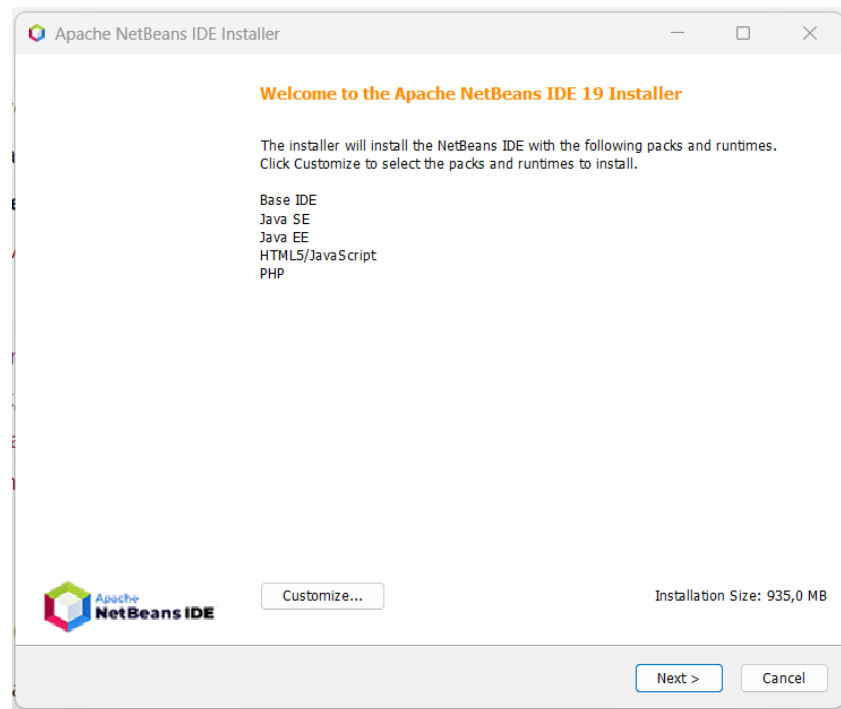 Apache NetBeans IDE Installer
Welcome to the Apache NetBeans IDE 19 Installer
The installer will install the NetBeans IDE with the following packs and runtimes.
Click Customize to select the packs and runtimes to install.
Base IDE
Java SE
Java EE
HTML5/JavaScript
PHP
Apache
NetBeans IDE
Customize...
Installation Size: 935,0 MB
Next >
Cancel